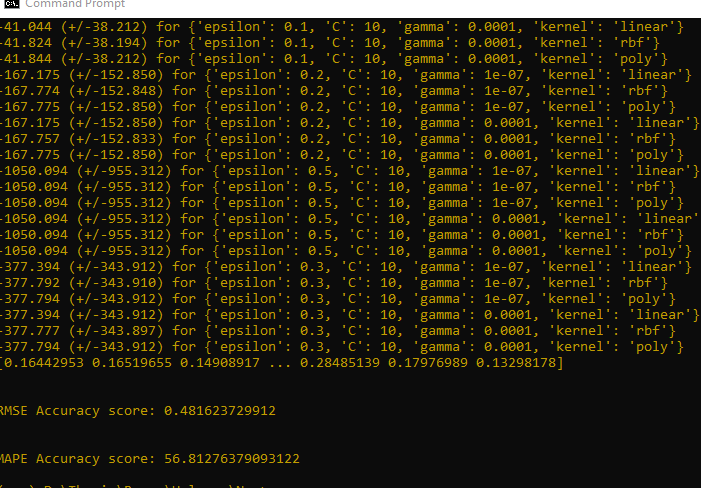 Command Prompt
-41.044 (+/-38.212) for {'epsilon': 0.1, 'C': 10, 'gamma': 0.0001, 'kernel': 'linear'}
-41.824 (+/-38.194) for {'epsilon': 0.1, 'C': 10, 'gamma': 0.0001, 'kernel': 'rbf'}
-41.844 (+/-38.212) for {'epsilon': 0.1, 'C': 10, 'gamma': 0.0001, 'kernel': 'poly'}
-167.175 (+/-152.850) for {'epsilon': 0.2, 'C': 10, 'gamma': 1e-07, 'kernel': 'linear'}
-167.774 (+/-152.848) for {'epsilon': 0.2, 'C': 10, 'gamma': 1e-07, 'kernel': 'rbf'}
-167.775 (+/-152.850) for {'epsilon': 0.2, 'C': 10, 'gamma': 1e-07, 'kernel': 'poly'}
-167.175 (+/-152.850) for {'epsilon': 0.2, 'C': 10, 'gamma': 0.0001, 'kernel': 'linear'}
-167.757 (+/-152.833) for {'epsilon': 0.2, 'C': 10, 'gamma': 0.0001, 'kernel': 'rbf'}
-167.775 (+/-152.850) for {'epsilon': 0.2, 'C': 10, 'gamma': 0.0001, 'kernel': 'poly'}
-1050.094 (+/-955.312) for {'epsilon': 0.5, 'C': 10, 'gamma': 1e-07, 'kernel': 'linear'}
-1050.094 (+/-955.312) for {'epsilon': 0.5, 'C': 10, 'gamma': 1e-07, 'kernel': 'rbf'}
-1050.094 (+/-955.312) for {'epsilon': 0.5, 'C': 10, 'gamma': 1e-07, 'kernel': 'poly'}
-1050.094 (+/-955.312) for {'epsilon': 0.5, 'C': 10, 'gamma': 0.0001, 'kernel': 'linear'
-1050.094 (+/-955.312) for {'epsilon': 0.5, 'C': 10, 'gamma': 0.0001, 'kernel': 'rbf'}
-1050.094 (+/-955.312) for {'epsilon': 0.5, 'C': 10, 'gamma': 0.0001, 'kernel': 'poly'}
-377.394 (+/-343.912) for {'epsilon': 0.3, 'C': 10, 'gamma': 1e-07, 'kernel': 'linear'}
-377.792 (+/-343.910) for {'epsilon': 0.3, 'C': 10, 'gamma': 1e-07, 'kernel': 'rbf'}
-377.794 (+/-343.912) for {'epsilon': 0.3, 'C': 10, 'gamma': 1e-07, 'kernel': 'poly'}
-377.394 (+/-343.912) for {'epsilon': 0.3, 'C': 10, 'gamma': 0.0001, 'kernel': 'linear'}
-377.777 (+/-343.897) for {'epsilon': 0.3, 'C': 10, 'gamma': 0.0001, 'kernel': 'rbf'}
-377.794 (+/-343.912) for {'epsilon': 0.3, 'C': 10, 'gamma': 0.0001, 'kernel': 'poly'}
[0.16442953 0.16519655 0.14908917 ... 0.28485139 0.17976989 0.13298178]
RMSE Accuracy score: 0.481623729912
MAPE Accuracy score: 56.81276379093122